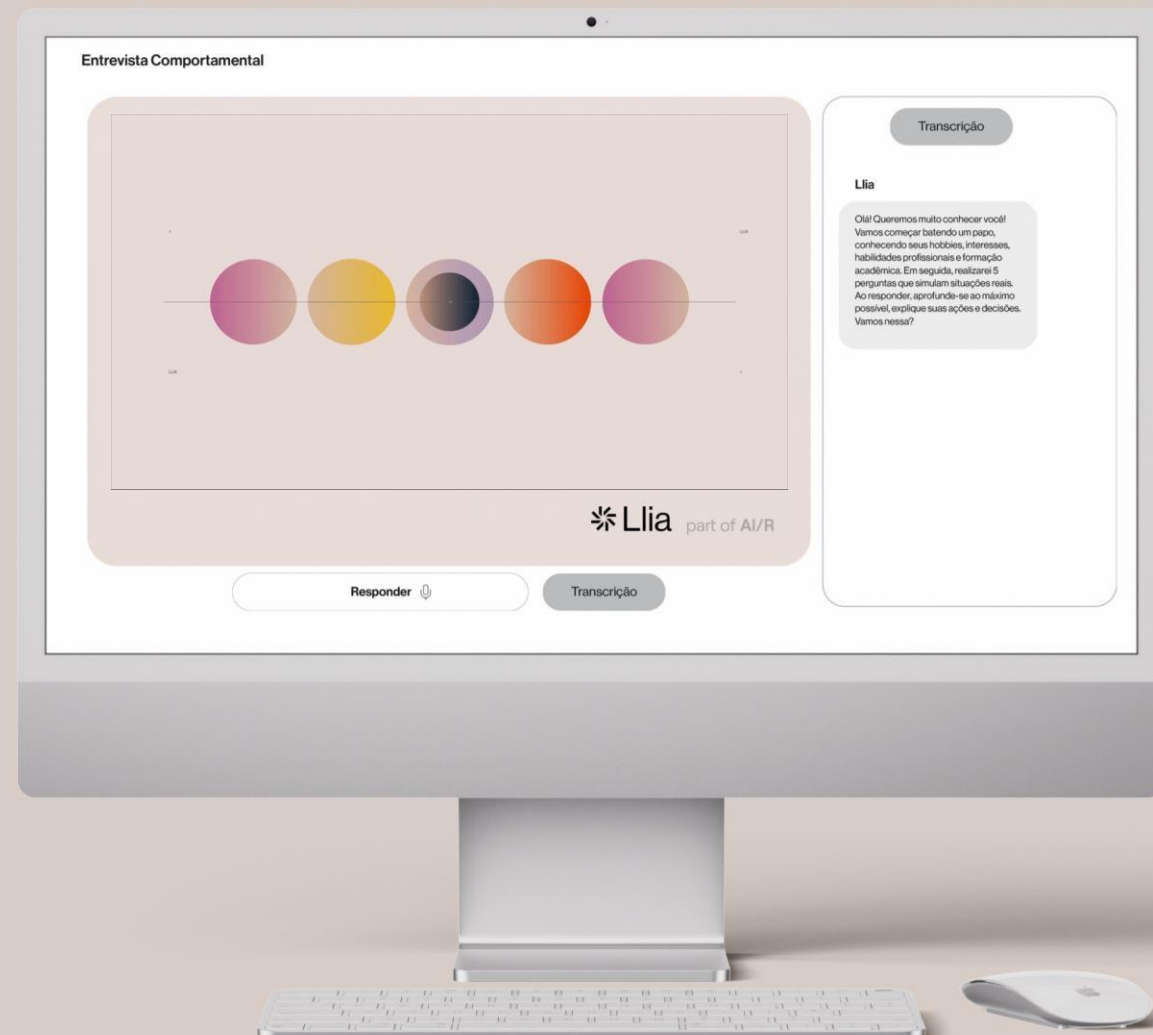 Entrevista Comportamental
Transcrição
Llia
Olá! Queremos muito conhecer você!
Vamos começar batendo um papo,
conhecendo seus hobbies, interesses,
habilidades profissionais e formação
acadêmica. Em seguida, realizarei 5
perguntas que simulam situações reais.
Ao responder, aprofunde-se ao máximo
possível, explique suas ações e decisões.
Vamos nessa?
Llia part of AI/R
Responder
Transcrição